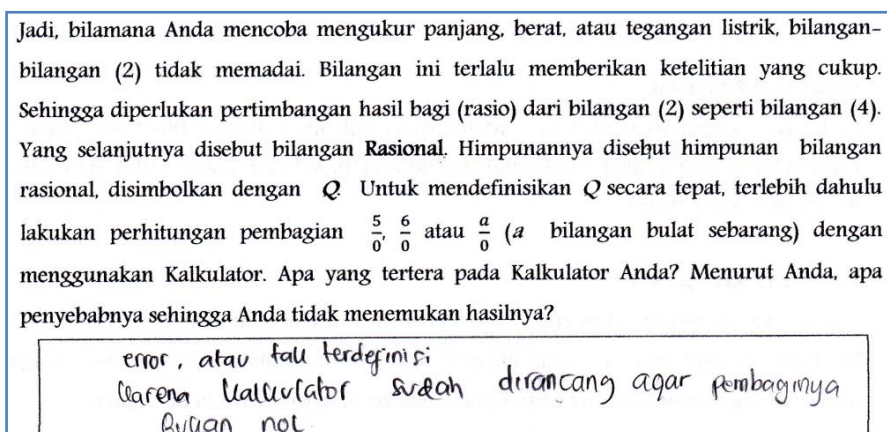 Jadi, bilamana Anda mencoba mengukur panjang, berat, atau tegangan listrik, bilangan-
bilangan (2) tidak memadai. Bilangan ini terlalu memberikan ketelitian yang cukup.
Sehingga diperlukan pertimbangan hasil bagi (rasio) dari bilangan (2) seperti bilangan (4).
Yang selanjutnya disebut bilangan Rasional. Himpunannya disebut himpunan bilangan
rasional, disimbolkan dengan Q. Untuk mendefinisikan Q secara tepat, terlebih dahulu
lakukan perhitungan pembagian 5/0, 6/0 atau a/0 (a bilangan bulat sebarang) dengan
menggunakan Kalkulator. Apa yang tertera pada Kalkulator Anda? Menurut Anda, apa
penyebabnya sehingga Anda tidak menemukan hasilnya?
error, atau tak terdefinisi
karena kalkulator sudah dirancang agar pembaginya
Bukan nol